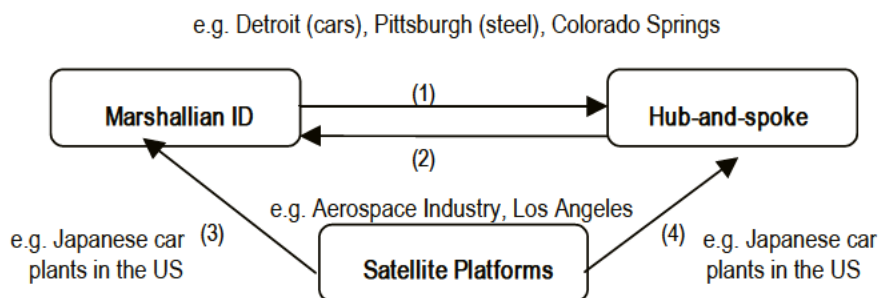 e.g. Detroit (cars), Pittsburgh (steel), Colorado Springs
(1)
Marshallian ID
Hub-and-spoke
(2)
e.g. Aerospace Industry, Los Angeles
e.g. Japanese car
plants in the US
(3)
(4)
e.g. Japanese car
plants in the US
Satellite Platforms